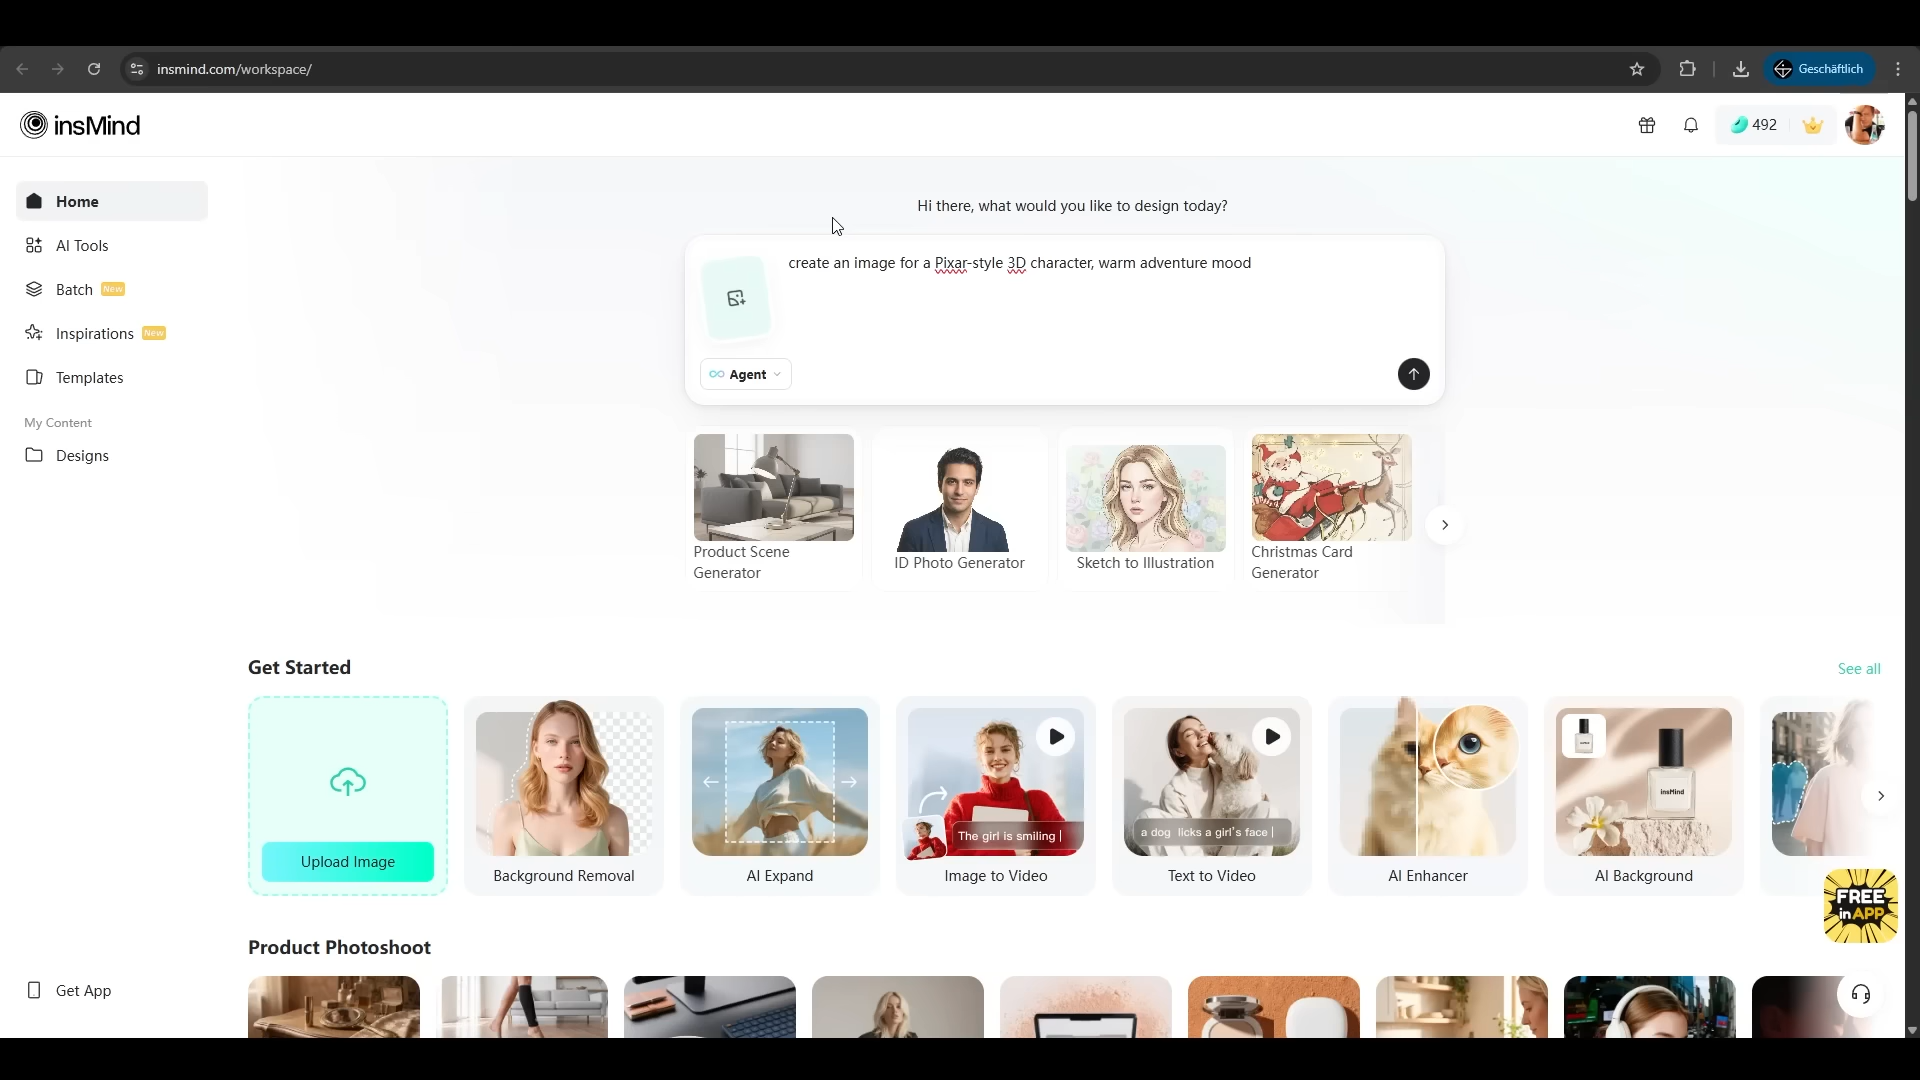 insmind.com/workspace/
Geschäftlich
insMind
492
Home
AI Tools
Batch New
Inspirations New
Templates
My Content
Designs
Get App
Hi there, what would you like to design today?
create an image for a Pixar-style 3D character, warm adventure mood
Agent
Product Scene
Generator
ID Photo Generator
Sketch to Illustration
Christmas Card
Generator
Get Started
See all
Upload Image
Background Removal
AI Expand
The girl is smiling |
Image to Video
a dog licks a girl's face |
Text to Video
AI Enhancer
insMind
AI Background
FREE
in APP
Product Photoshoot